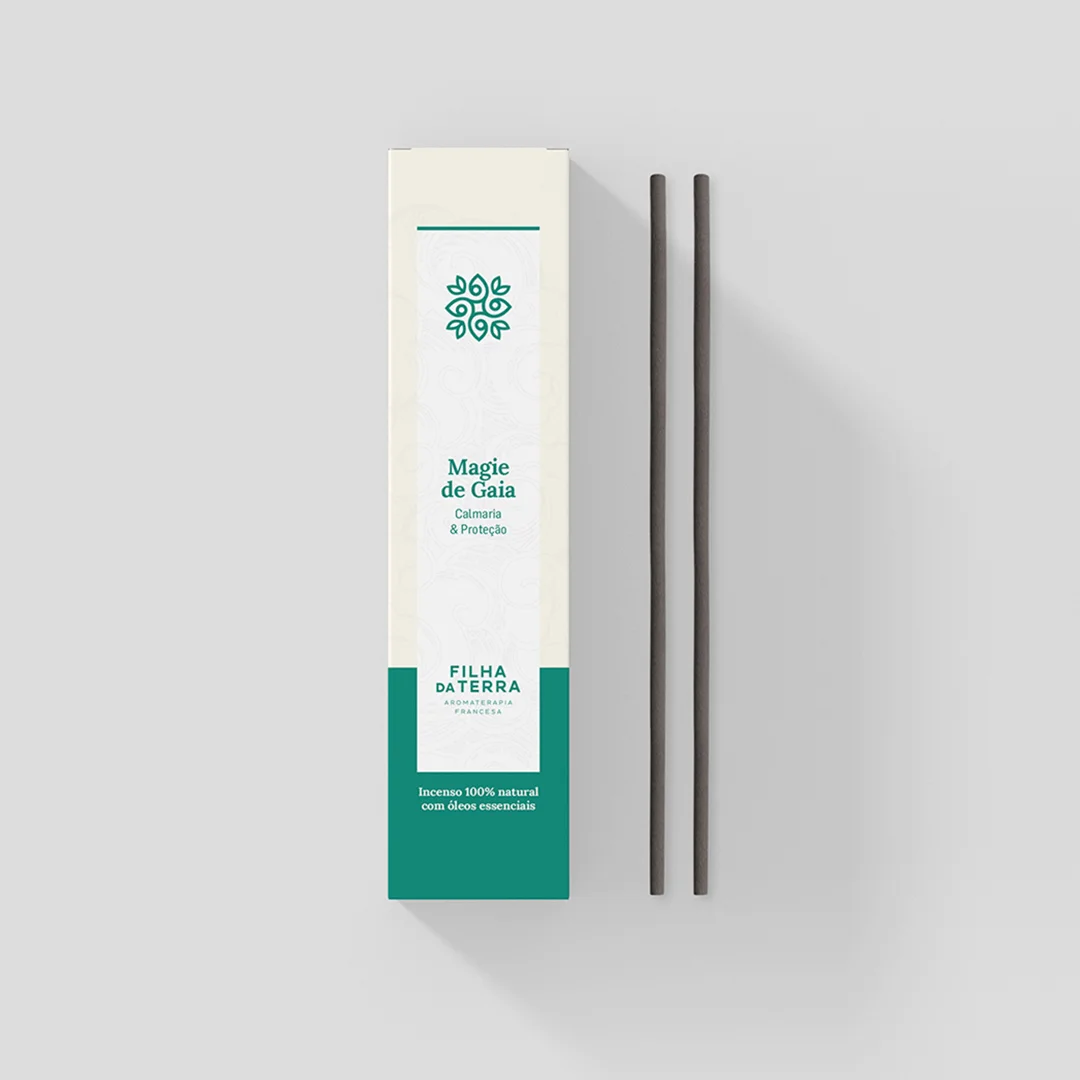 Magie
de Gaia
Calmaria
& Proteção
FILHA
DA TERRA
AROMATERAPIA
FRANCESA
Incenso 100% natural
com óleos essenciais